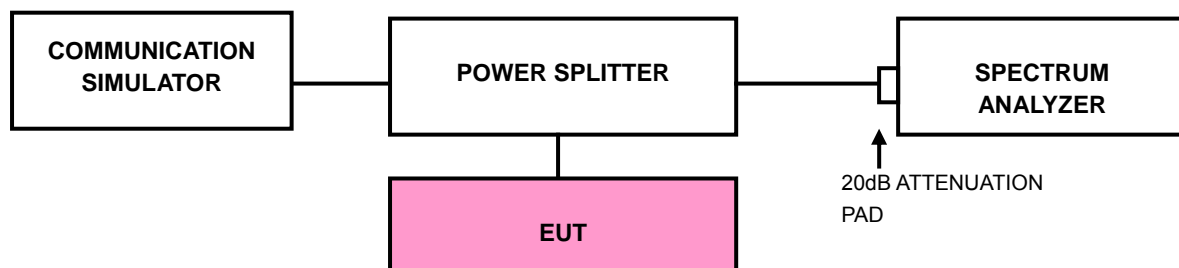 COMMUNICATION
SIMULATOR
POWER SPLITTER
SPECTRUM
ANALYZER
20dB ATTENUATION
PAD
EUT